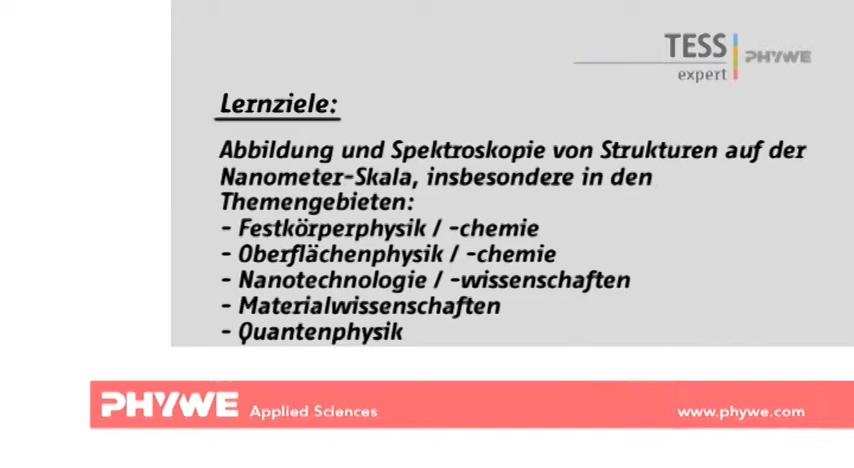 TESS
expert
PHYWE
Lernziele:
Abbildung und Spektroskopie von Strukturen auf der
Nanometer-Skala, insbesondere in den
Themengebieten:
- Festkörperphysik / -chemie
- Oberflächenphysik / -chemie
- Nanotechnologie / -wissenschaften
- Materialwissenschaften
- Quantenphysik
PHYWE Applied Sciences www.phywe.com